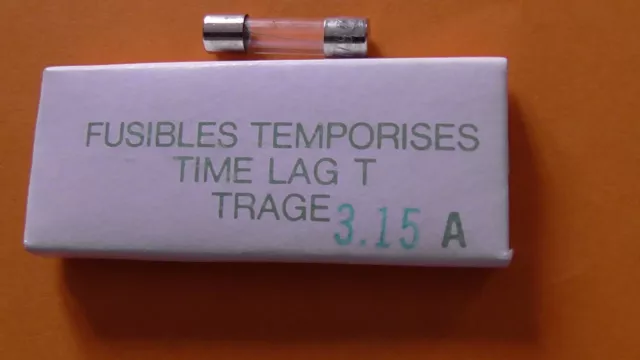 FUSIBLES TEMPORISES
TIME LAG T
TRAGE 3.15 A